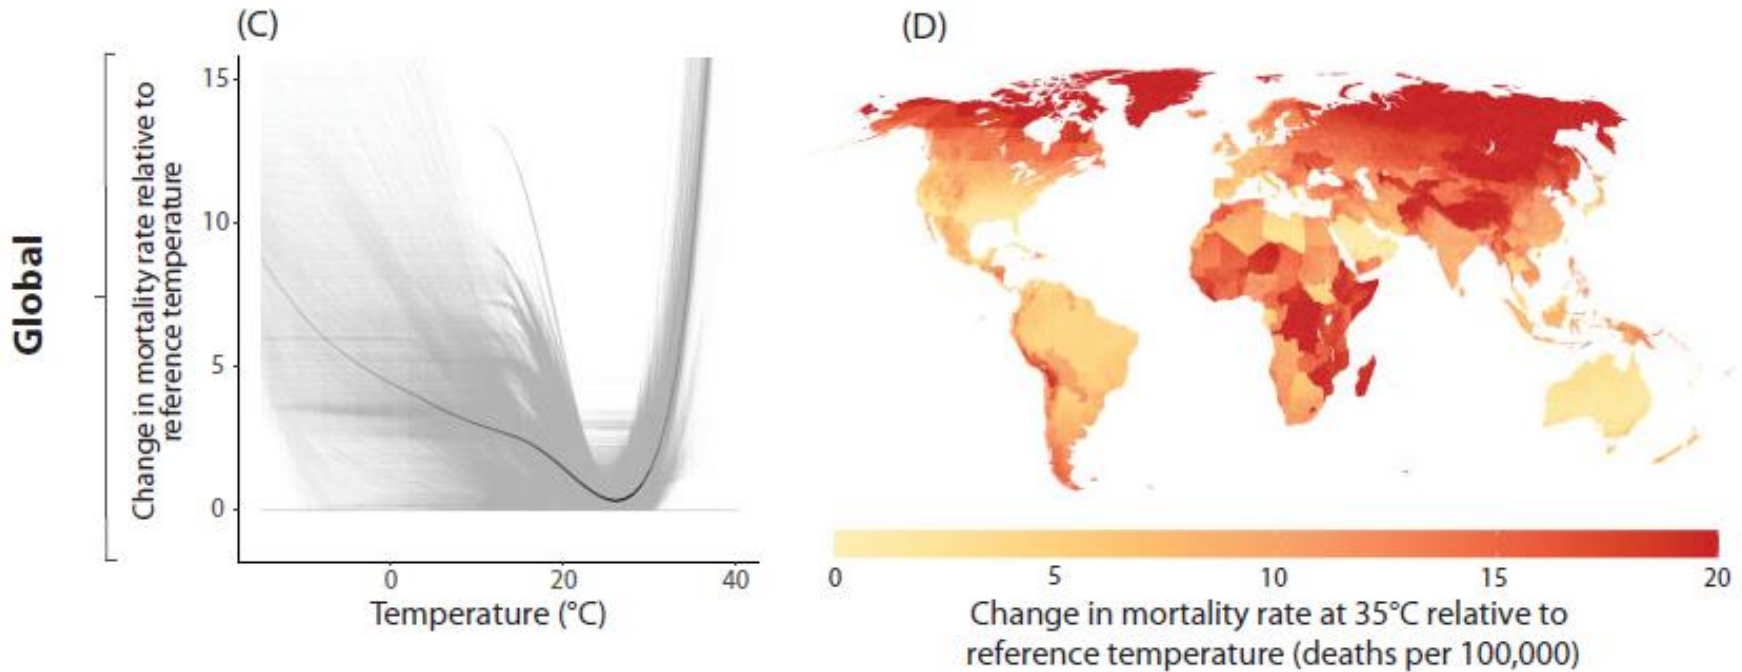 (C)
(D)
Global
Change in mortality rate relative to
reference temperature
15
10
5
0
0 20 40
Temperature (°C)
0 5 10 15 20
Change in mortality rate at 35°C relative to
reference temperature (deaths per 100,000)